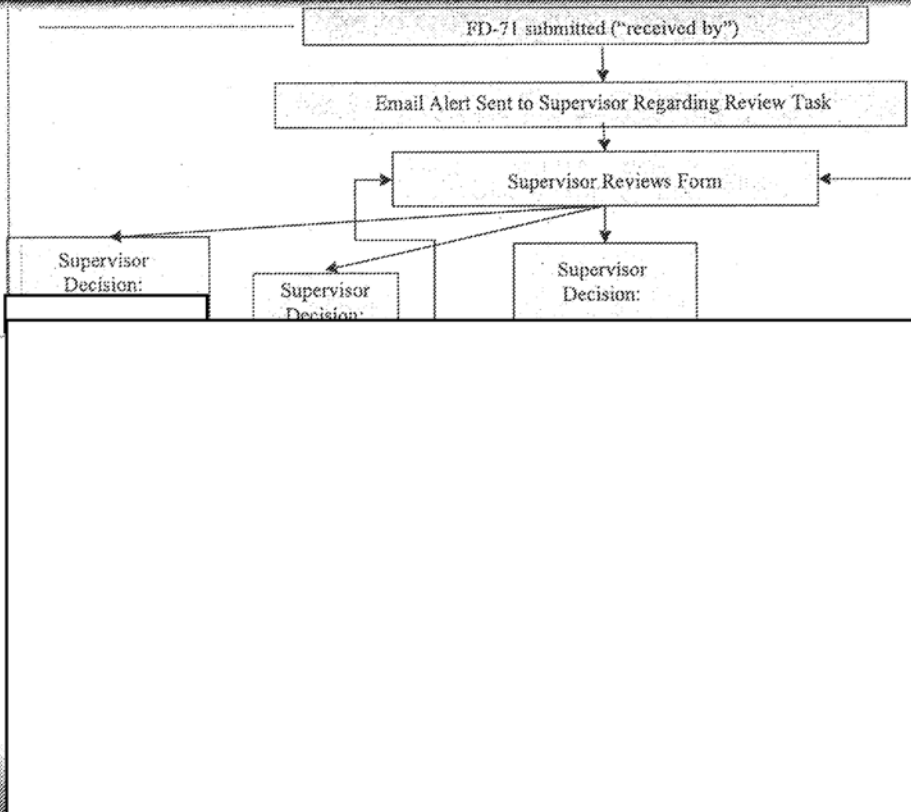 FD-71 submitted ("received by")
Email Alert Sent to Supervisor Regarding Review Task
Supervisor Reviews Form
Supervisor
Decision:
Supervisor
Decision:
Supervisor
Decision: